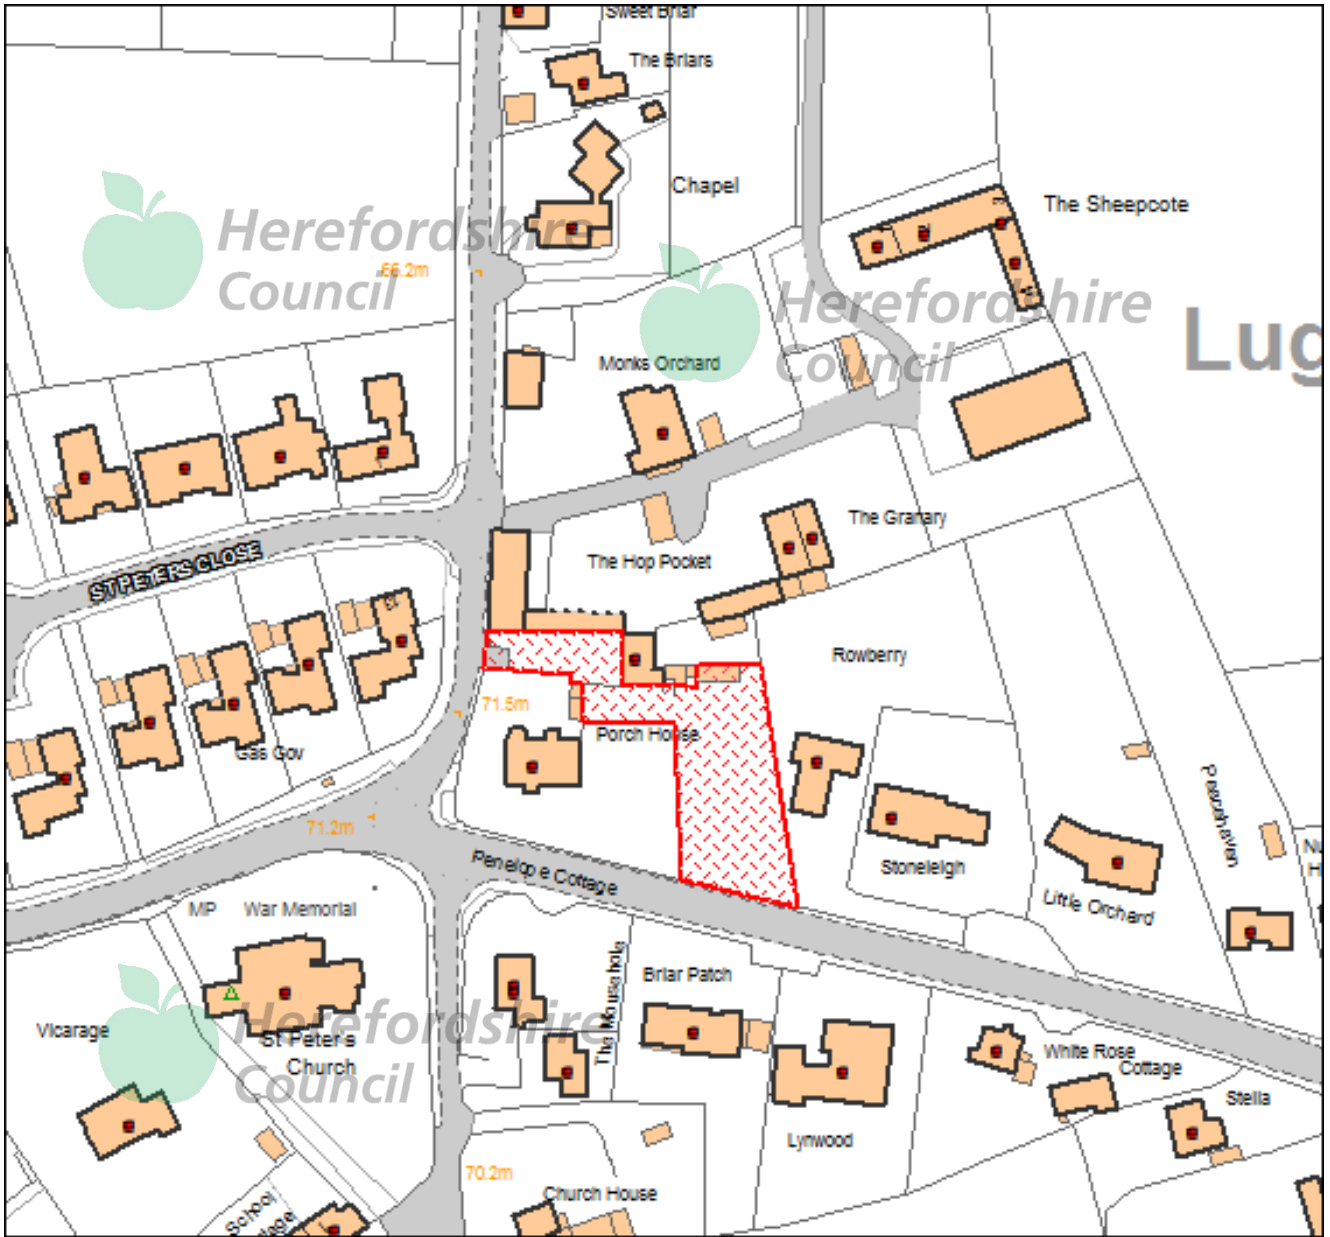 Sweet Briar
The Briars
Chapel
The Sheepcote
Herefordshire
Council
66.2m
Herefordshire
Council
Lug
Monks Orchard
The Granary
ST PETERS CLOSE
The Hop Pocket
13
Rowberry
71.5m
Porch House
Gas Gov
71.2m
Peacehaven
Penelope Cottage
Stoneleigh
Little Orchard
MP
War Memorial
The Mousehole
Briar Patch
Vicarage
Herefordshire
Council
St Peter's
Church
White Rose
Cottage
Stella
Lynwood
70.2m
Church House
School